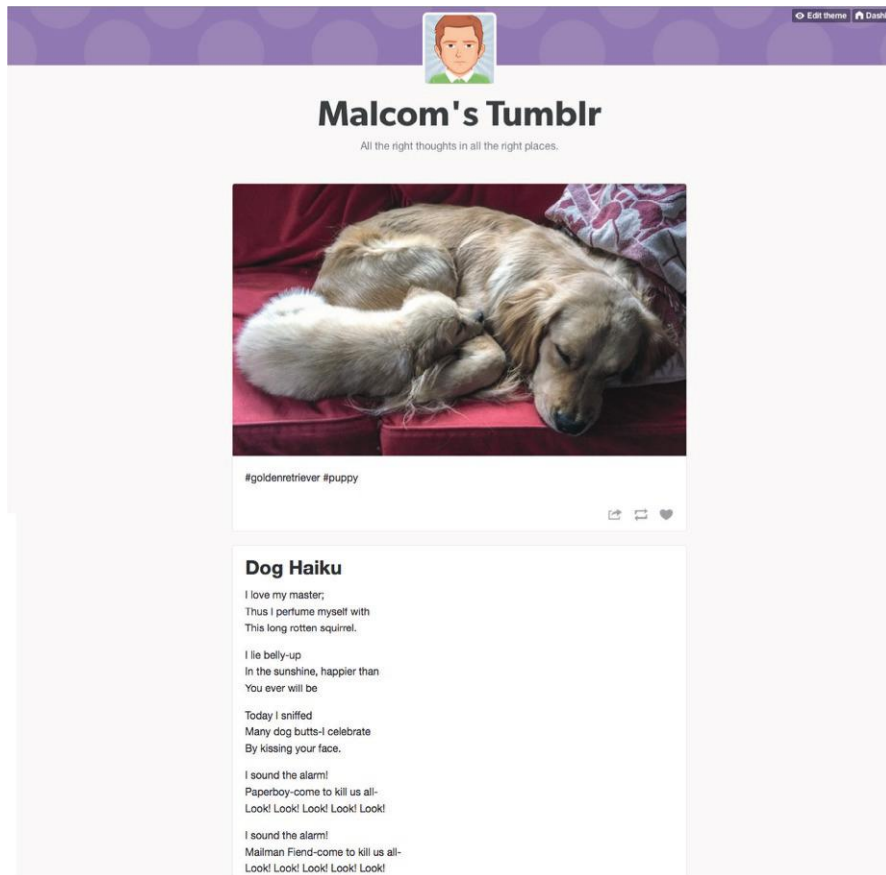 Edit theme
Malcom's Tumblr
All the right thoughts in all the right places.
#goldenretriever #puppy
Dog Haiku
I love my master;
Thus I perfume myself with
This long rotten squirrel.
I lie belly-up
In the sunshine, happier than
You ever will be
Today I sniffed
Many dog butts-I celebrate
By kissing your face.
I sound the alarm!
Paperboy-come to kill us all-
Look! Look! Look! Look! Look!
I sound the alarm!
Mailman Fiend-come to kill us all-
Look! Look! Look! Look! Look!